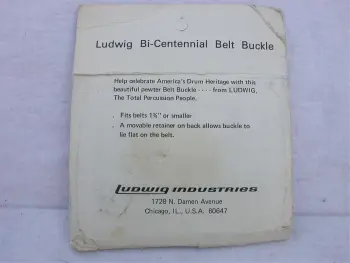 Ludwig Bi-Centennial Belt Buckle
Help celebrate America's Drum Heritage with this
beautiful pewter Belt Buckle ---- from LUDWIG,
The Total Percussion People.
. Fits belts 1¾" or smaller
. A movable retainer on back allows buckle to
lie flat on the belt.
Ludwig INDUSTRIES
1728 N. Damen Avenue
Chicago, IL., U.S.A. 60647